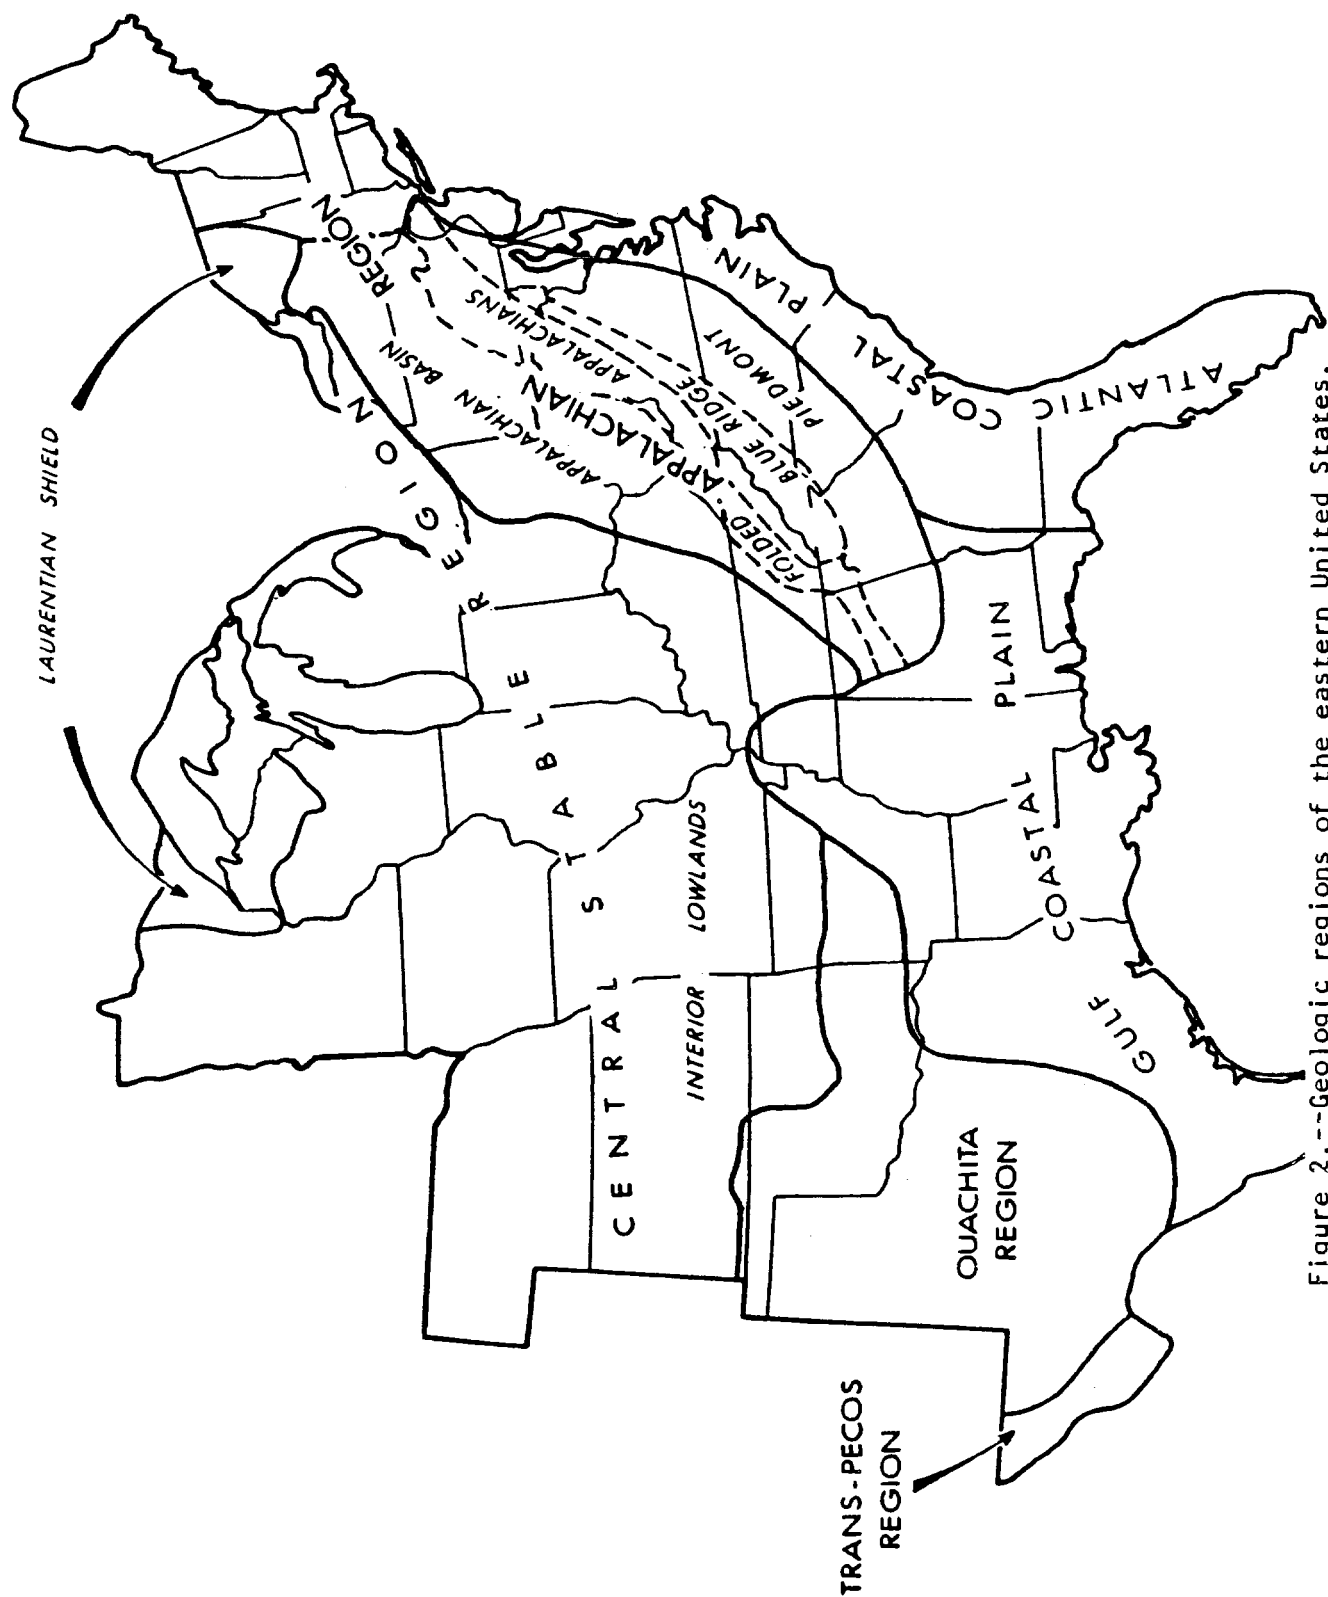 LAURENTIAN SHIELD
CENTRAL STABLE REGION
INTERIOR LOWLANDS
APPALACHIAN REGION
APPALACHIAN BASIN
FOLDED APPALACHIANS
BLUE RIDGE
PIEDMONT
?
ATLANTIC COASTAL PLAIN
GULF COASTAL PLAIN
OUACHITA
REGION
TRANS-PECOS
REGION
Figure 2.--Geologic regions of the eastern United States.